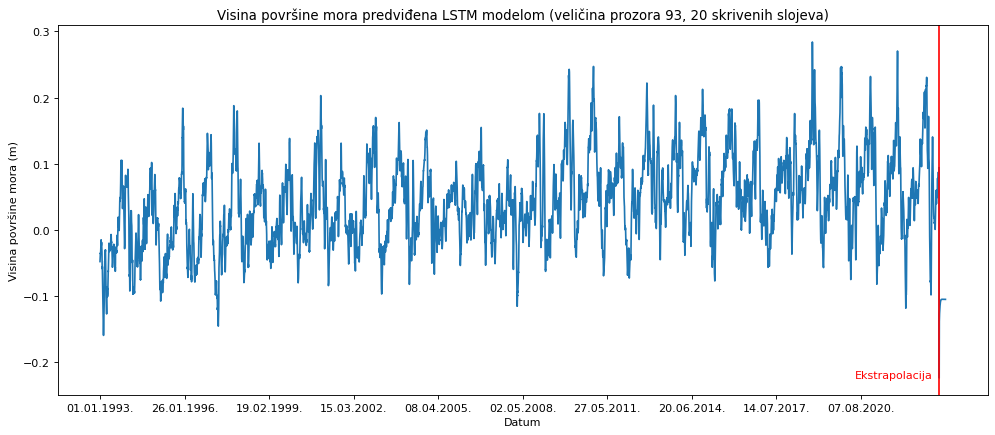 Visina površine mora predviđena LSTM modelom (veličina prozora 93, 20 skrivenih slojeva)
Visina površine mora (m)
0.3
0.2
0.1
0.0
−0.1
−0.2
Ekstrapolacija
01.01.1993. 26.01.1996. 19.02.1999. 15.03.2002. 08.04.2005. 02.05.2008. 27.05.2011. 20.06.2014. 14.07.2017. 07.08.2020.
Datum